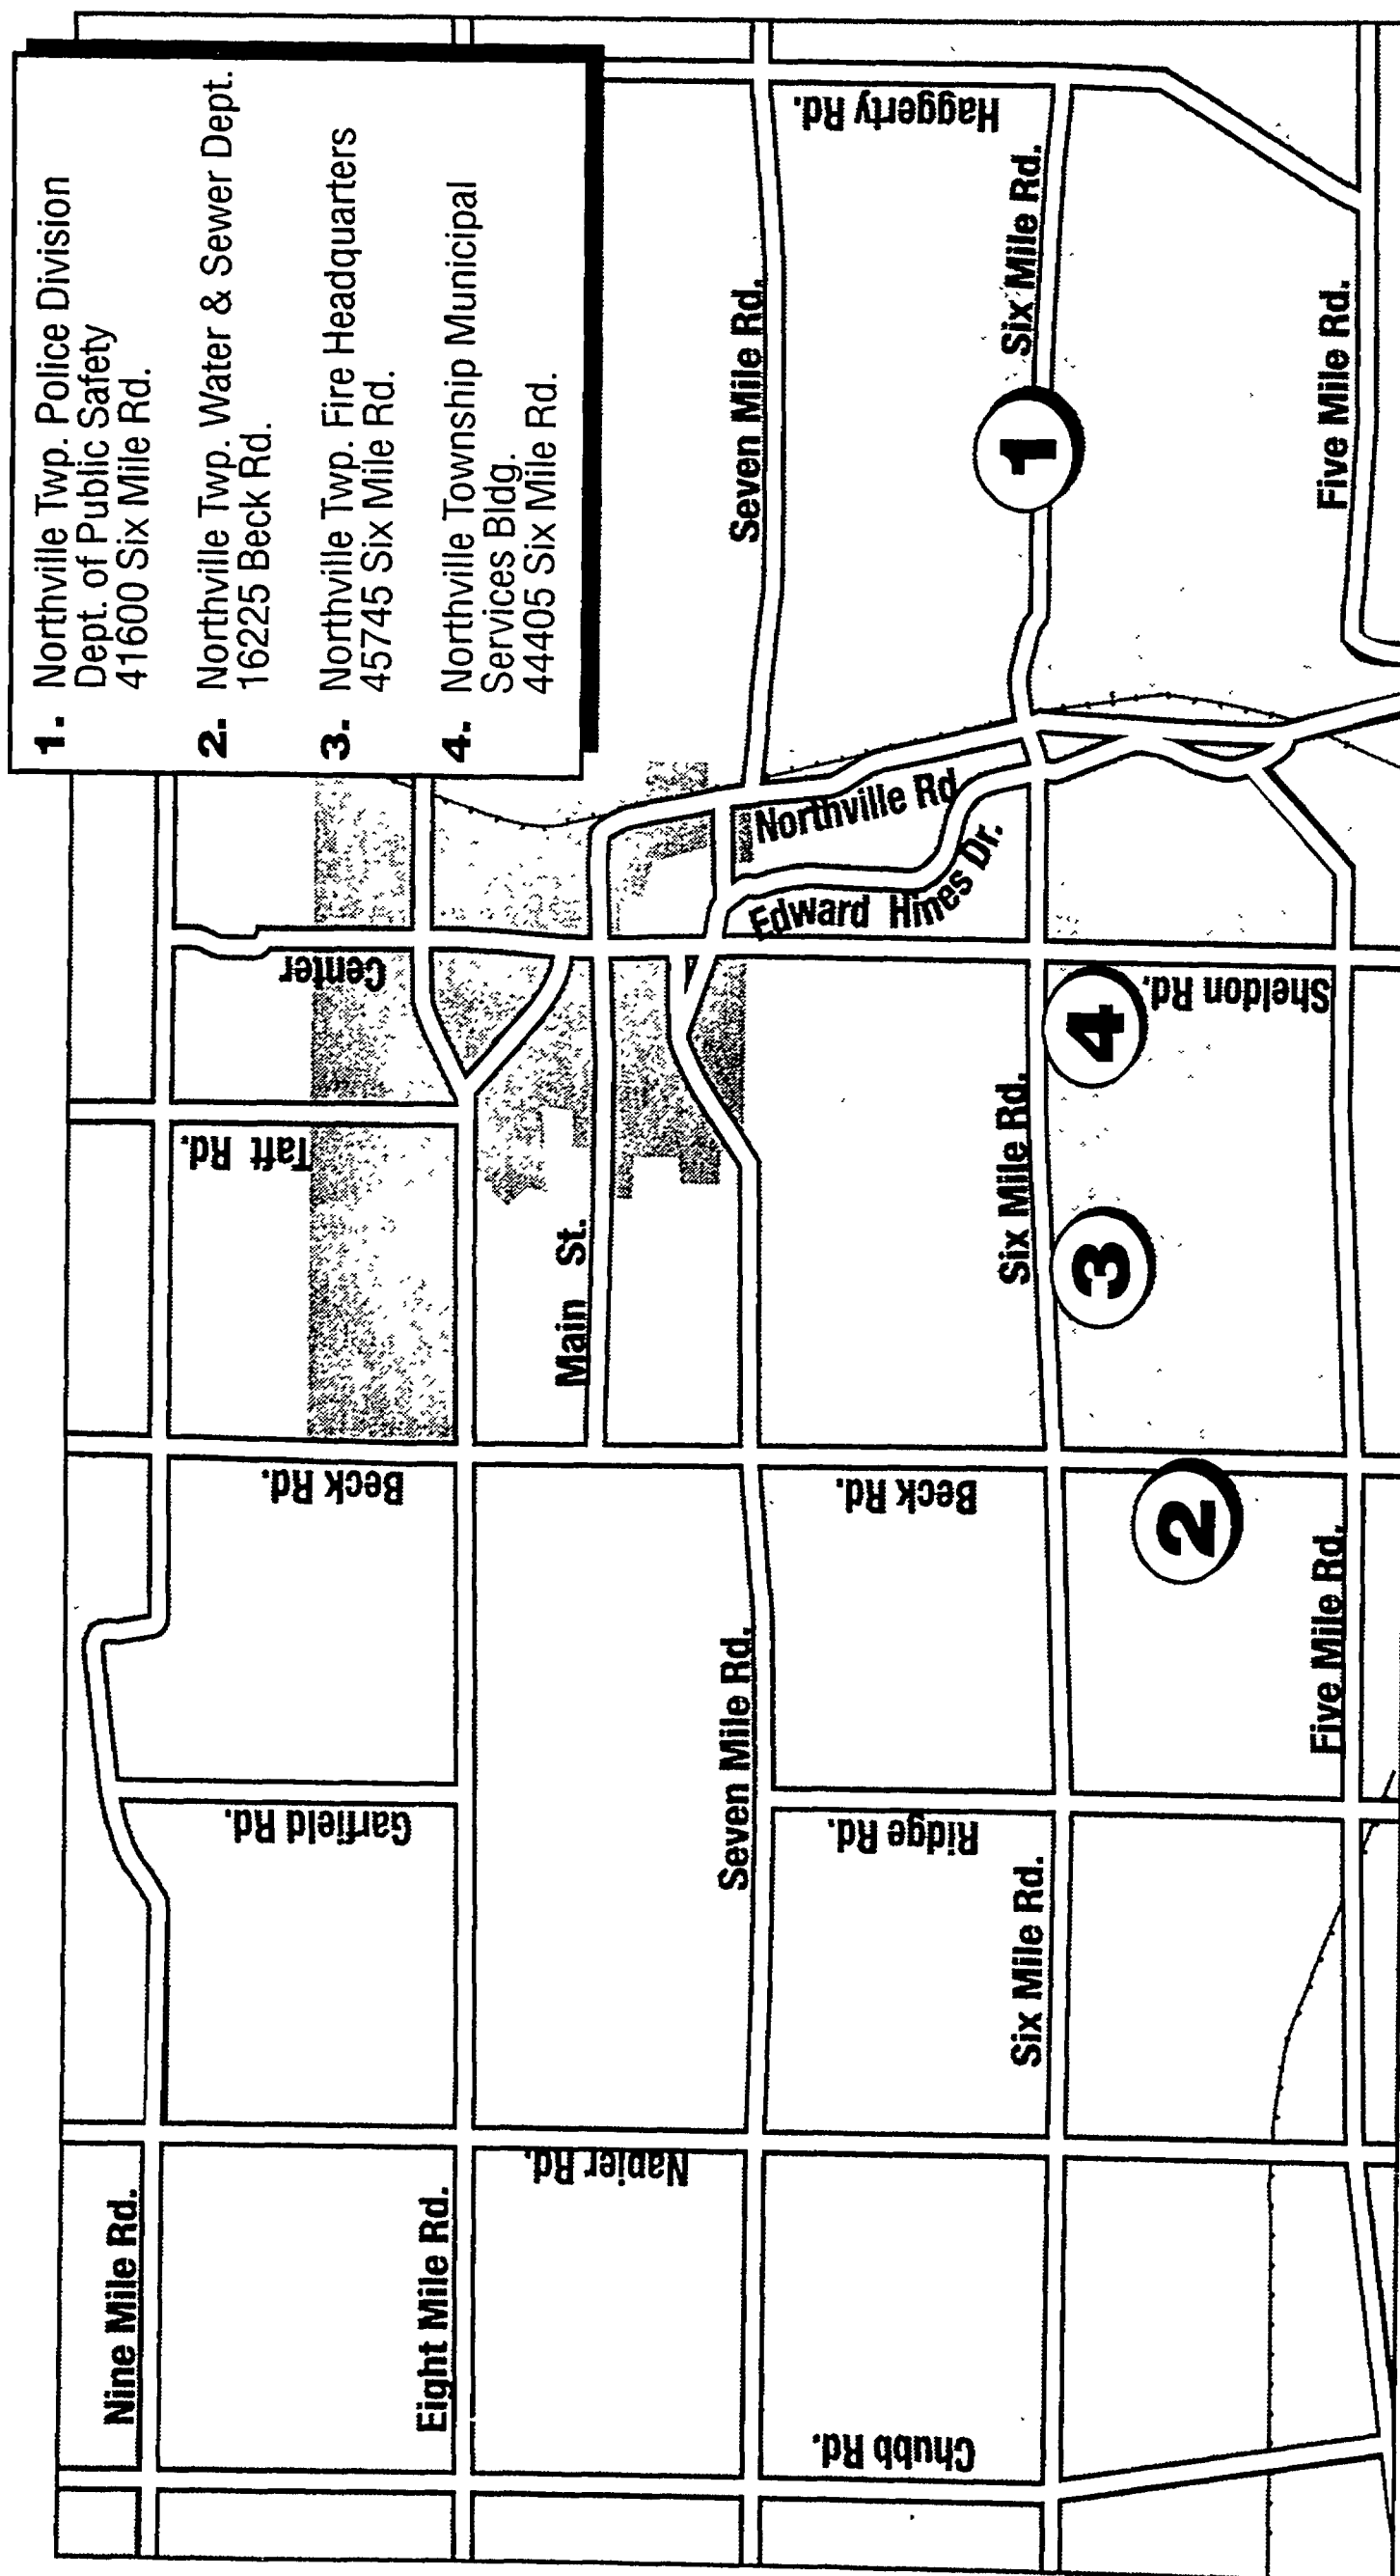 1. Northville Twp. Police Division
Dept. of Public Safety
41600 Six Mile Rd.
2. Northville Twp. Water & Sewer Dept.
16225 Beck Rd.
3. Northville Twp. Fire Headquarters
45745 Six Mile Rd.
4. Northville Township Municipal
Services Bldg.
44405 Six Mile Rd.
Nine Mile Rd.
Eight Mile Rd.
Main St.
Seven Mile Rd.
Seven Mile Rd.
Six Mile Rd.
Six Mile Rd.
Six Mile Rd.
Five Mile Rd.
Five Mile Rd.
Chubb Rd.
Napier Rd.
Garfield Rd.
Ridge Rd.
Beck Rd.
Beck Rd.
Taft Rd.
Center
Sheldon Rd.
Edward Hines Dr.
Northville Rd
Haggerty Rd.
2
3
4
1